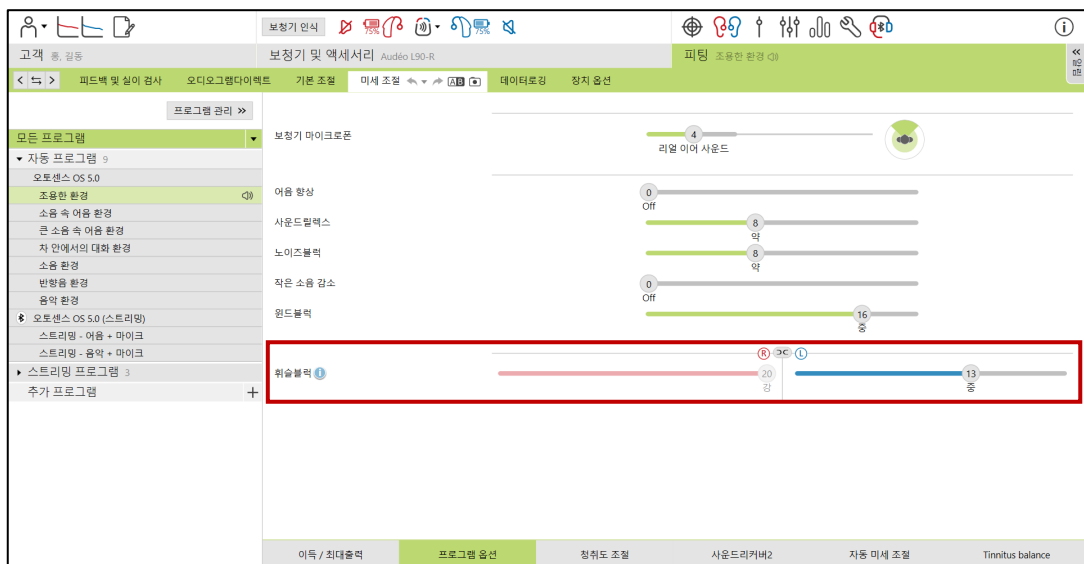 보청기 인식
75%
75%
고객 홍, 길동
보청기 및 액세서리 Audéo L90-R
피팅 조용한 환경
알림
피드백 및 실이 검사
오디오그램다이렉트
기본 조절
미세 조절
A B
데이터로깅
장치 옵션
프로그램 관리 >>
모든 프로그램
자동 프로그램 9
오토센스 OS 5.0
조용한 환경
소음 속 어음 환경
큰 소음 속 어음 환경
차 안에서의 대화 환경
소음 환경
반향음 환경
음악 환경
오토센스 OS 5.0 (스트리밍)
스트리밍 - 어음 + 마이크
스트리밍 - 음악 + 마이크
스트리밍 프로그램 3
추가 프로그램
보청기 마이크로폰
4
리얼 이어 사운드
어음 향상
0
Off
사운드릴렉스
8
약
노이즈블럭
8
약
작은 소음 감소
0
Off
윈드블럭
16
중
R L
휘슬블럭 i
20
강
13
중
이득 / 최대출력
프로그램 옵션
청취도 조절
사운드리커버2
자동 미세 조절
Tinnitus balance